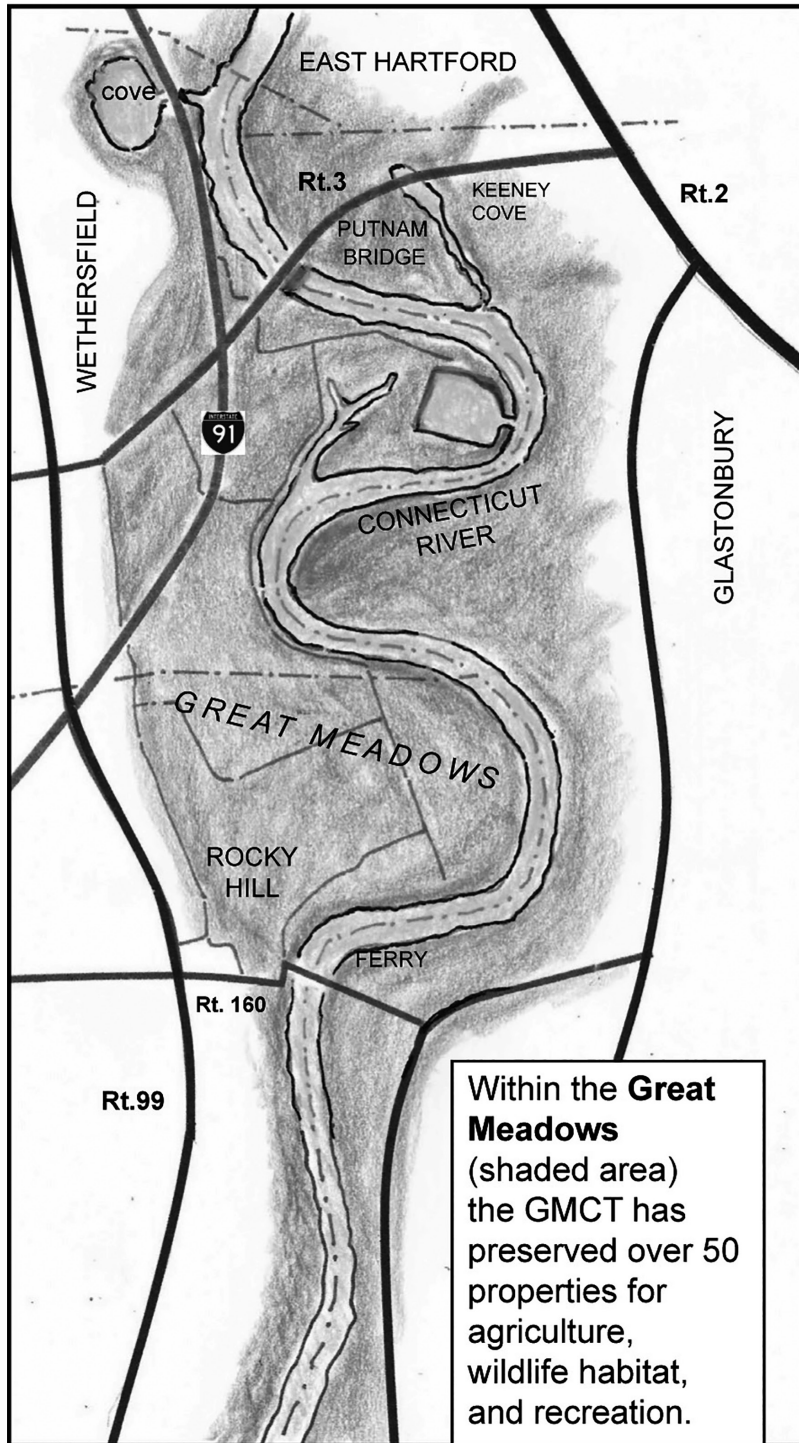 EAST HARTFORD
cove
Rt.3
KEENEY
COVE
Rt.2
WETHERSFIELD
PUTNAM
BRIDGE
INTERSTATE
91
CONNECTICUT
RIVER
GLASTONBURY
GREAT MEADOWS
ROCKY
HILL
FERRY
Rt. 160
Rt.99
Within the Great
Meadows
(shaded area)
the GMCT has
preserved over 50
properties for
agriculture,
wildlife habitat,
and recreation.